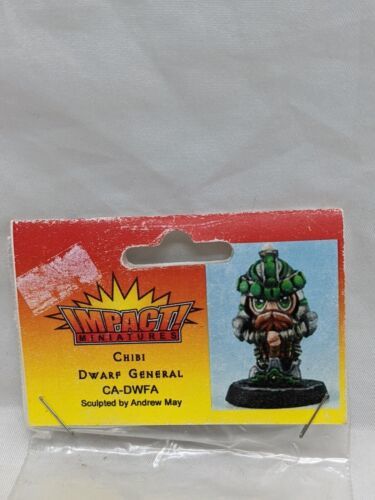 IMPACT!
MINIATURES
CHIBI
DWARF GENERAL
CA-DWFA
Sculpted by Andrew May